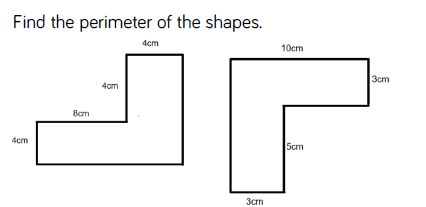 Find the perimeter of the shapes.
4cm
10cm
3cm
4cm
8cm
4cm
5cm
3cm